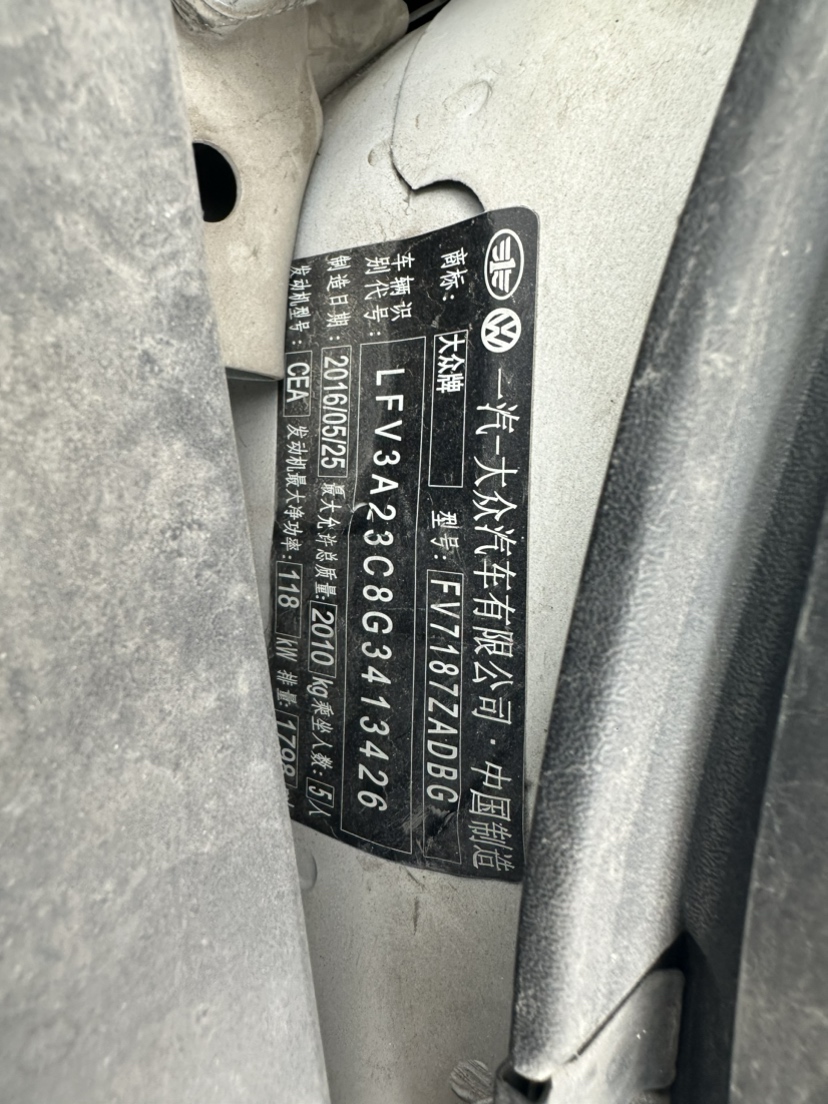 一汽-大众汽车有限公司·中国制造
商标: 大众牌 型号: FV7187ZADBG
车辆识别代号: LFV3A23C8G3413426
制造日期: 2016/05/25 最大允许总质量: 2010 kg 乘坐人数: 5人
发动机型号: CEA 发动机最大净功率: 118 kW 排量: 1798